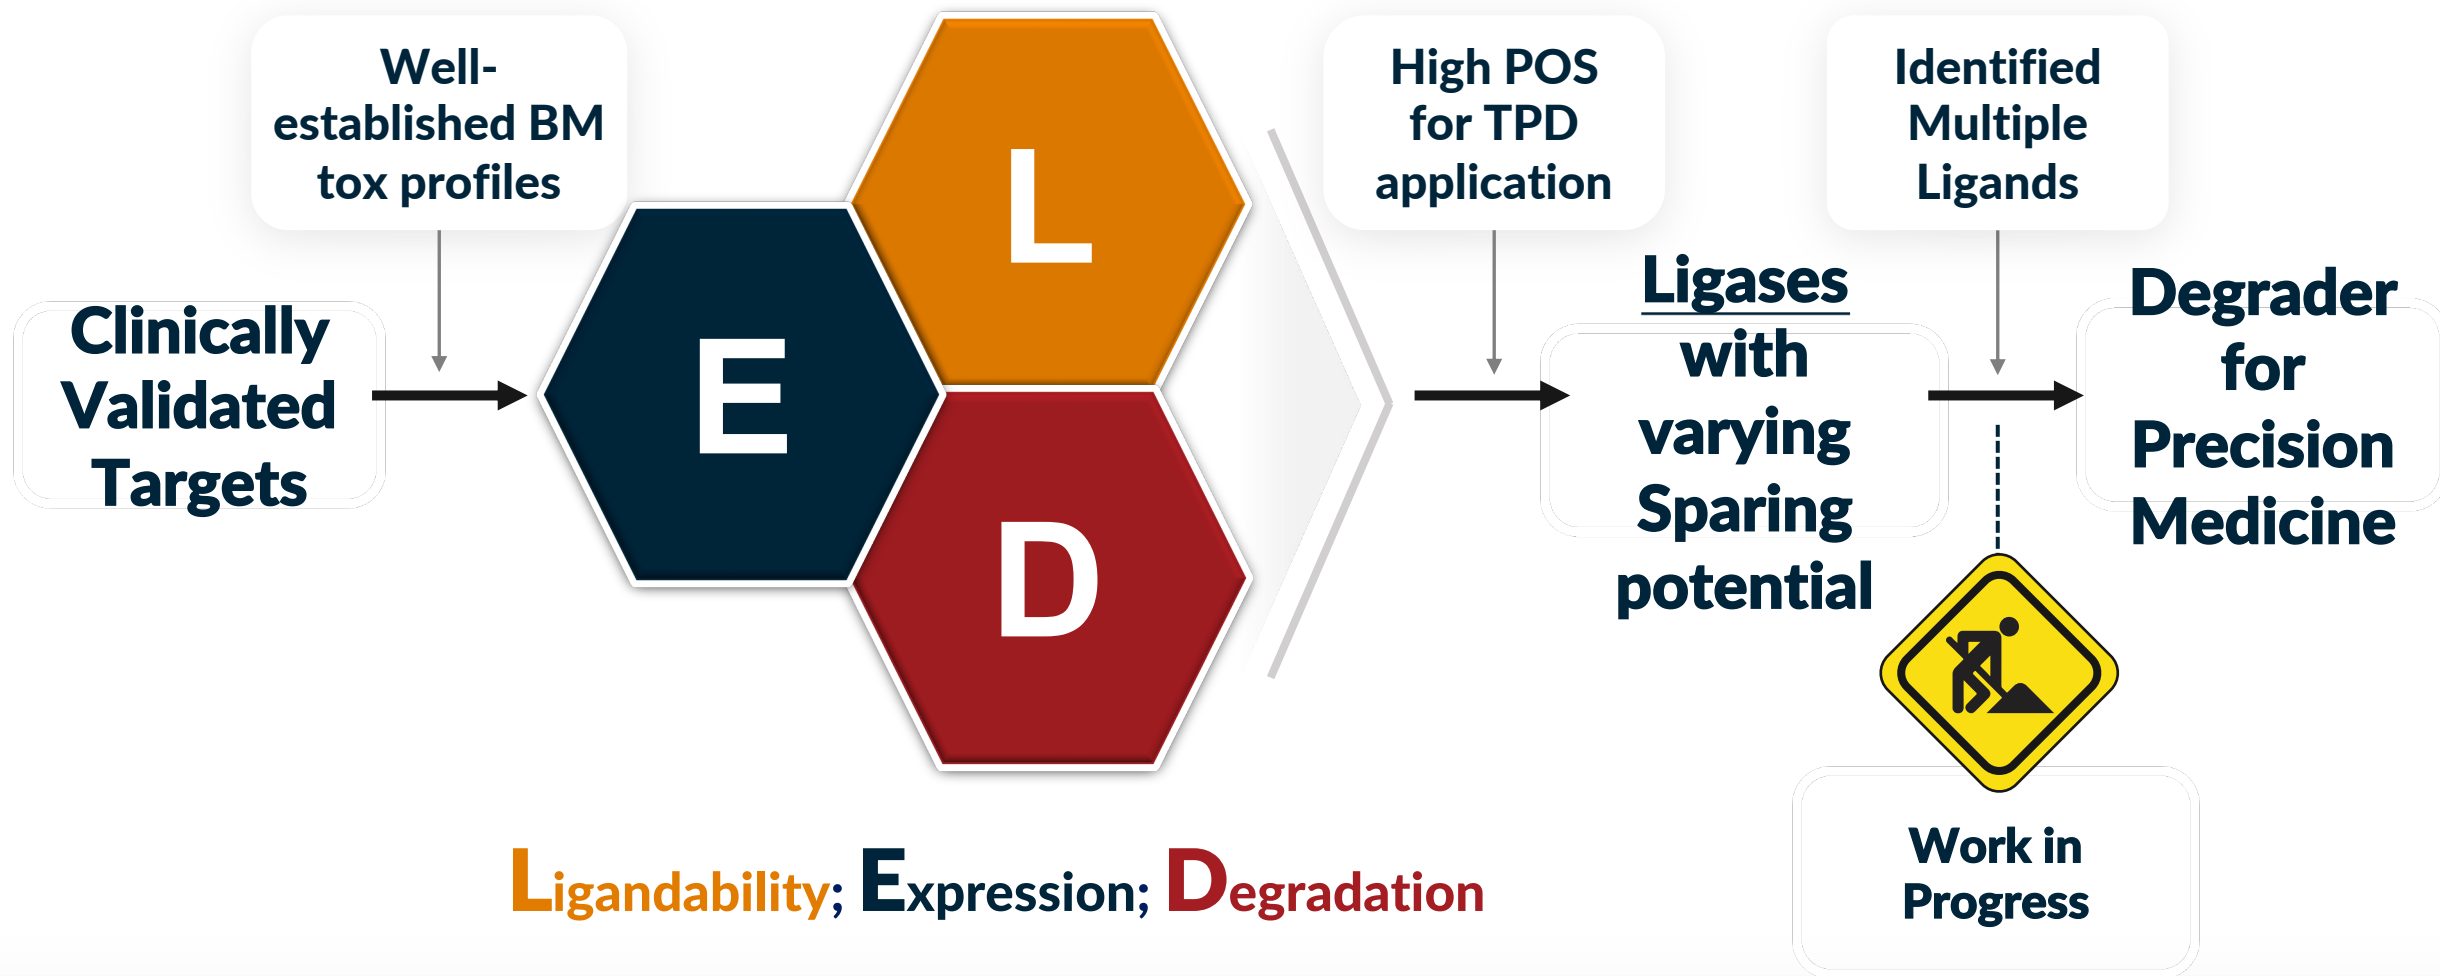 Well-
established BM
tox profiles
Clinically
Validated
Targets
L
E
D
High POS
for TPD
application
Ligases
with
varying
Sparing
potential
Identified
Multiple
Ligands
Degrader
for
Precision
Medicine
Work in
Progress
Ligandability; Expression; Degradation